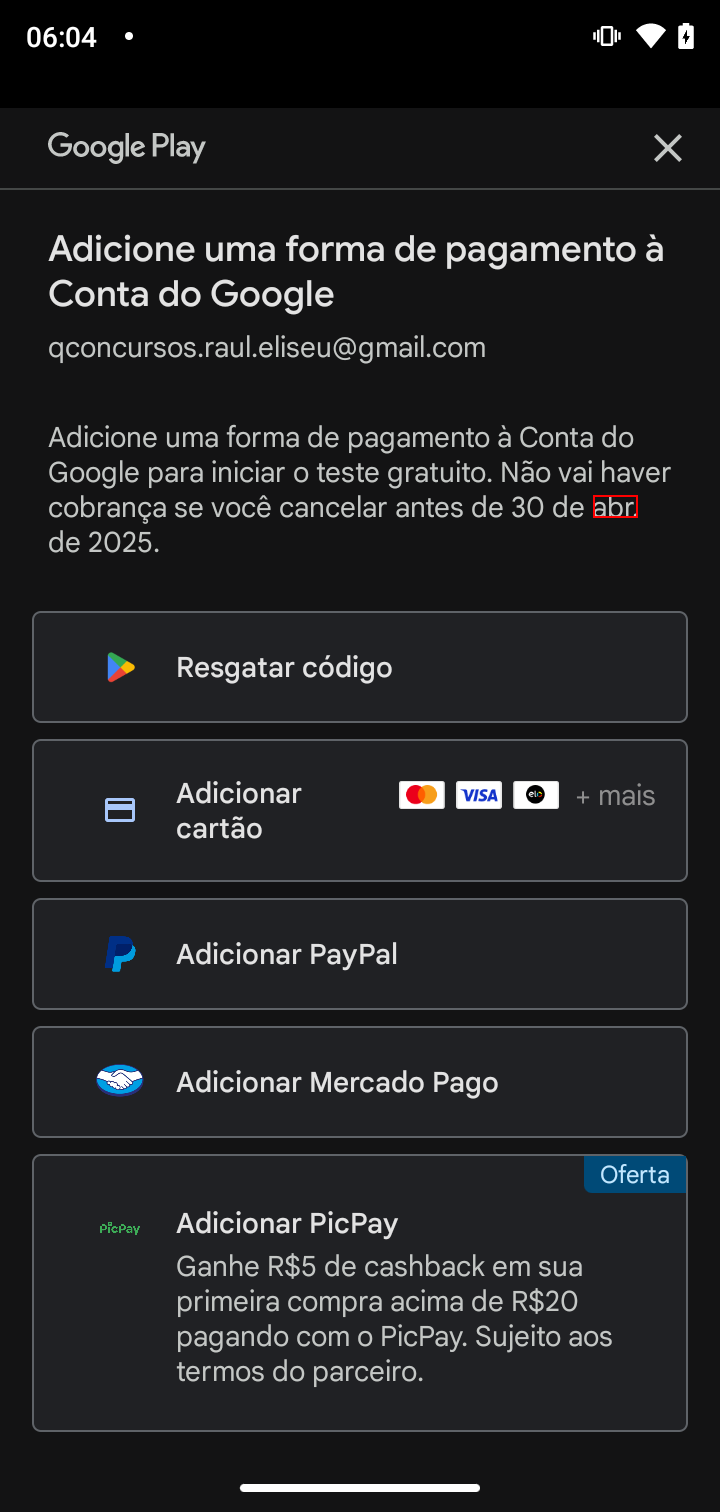 06:04
Google Play
Adicione uma forma de pagamento à
Conta do Google
qconcursos.raul.eliseu@gmail.com
Adicione uma forma de pagamento à Conta do
Google para iniciar o teste gratuito. Não vai haver
cobrança se você cancelar antes de 30 de abr.
de 2025.
Resgatar código
Adicionar
cartão
VISA elo + mais
Adicionar PayPal
Adicionar Mercado Pago
Oferta
PicPay
Adicionar PicPay
Ganhe R$5 de cashback em sua
primeira compra acima de R$20
pagando com o PicPay. Sujeito aos
termos do parceiro.